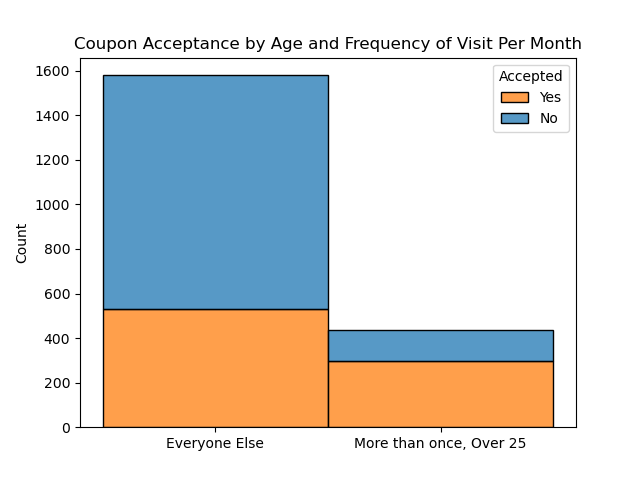 Coupon Acceptance by Age and Frequency of Visit Per Month
Accepted
Yes
No
Count
1600
1400
1200
1000
800
600
400
200
0
Everyone Else
More than once, Over 25